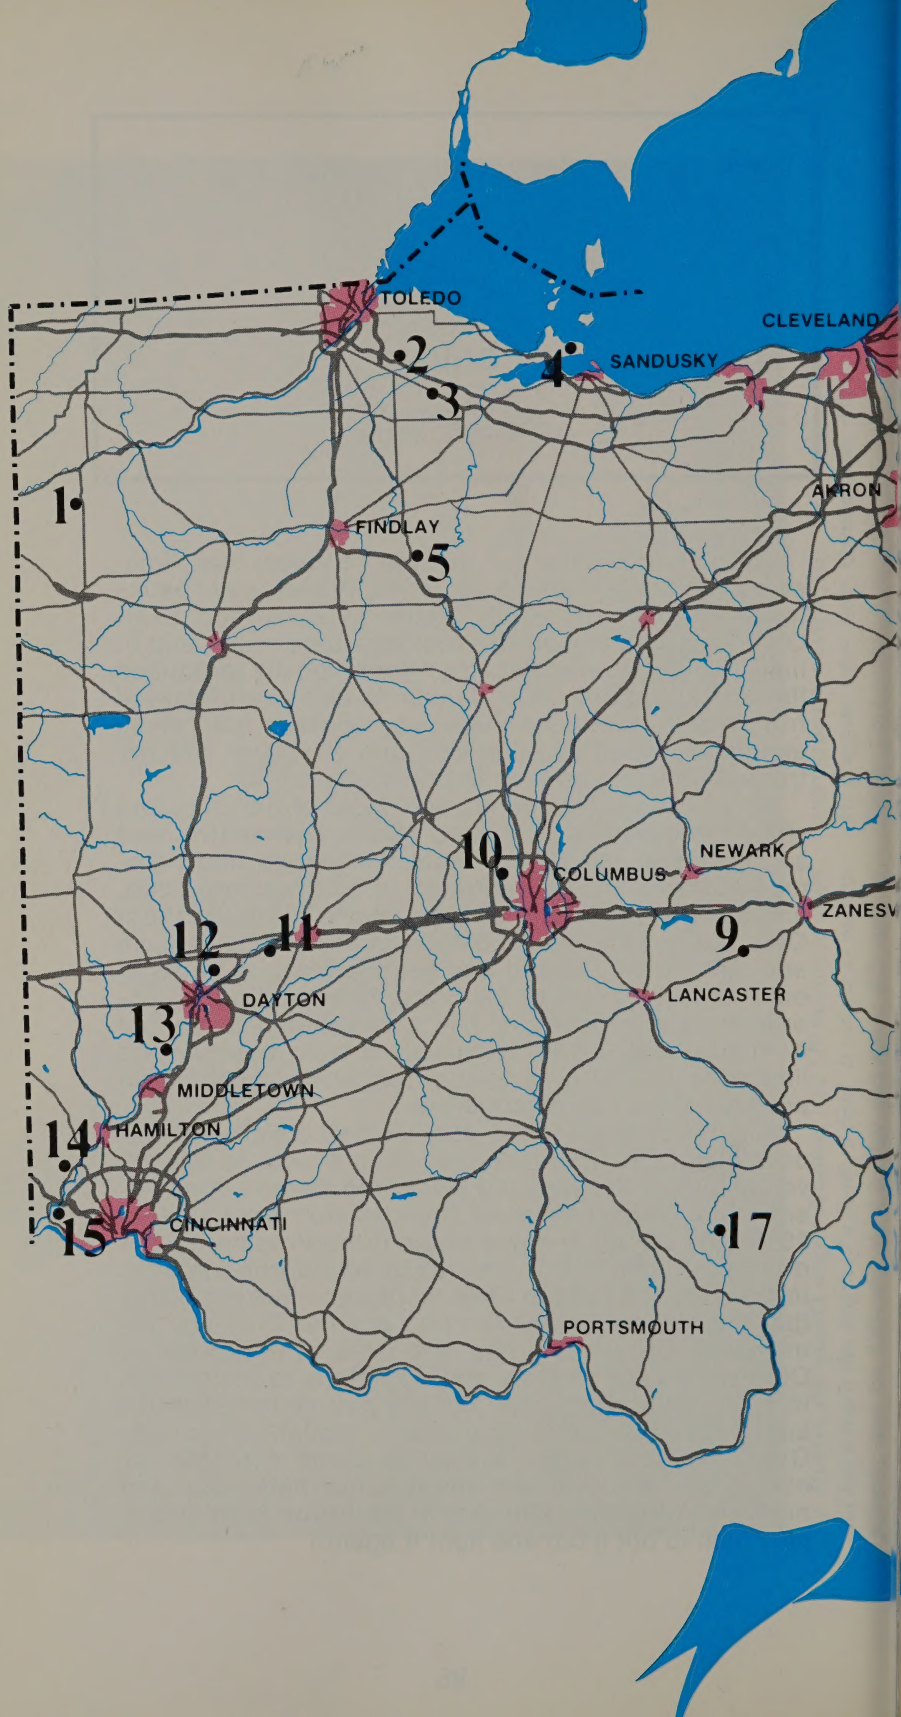 TOLEDO
CLEVELAND
2
4
SANDUSKY
3
1
AKRON
FINDLAY
5
10
NEWARK
COLUMBUS
ZANESV
11
12
9
DAYTON
LANCASTER
13
MIDDLETOWN
HAMILTON
14
CINCINNATI
15
17
PORTSMOUTH